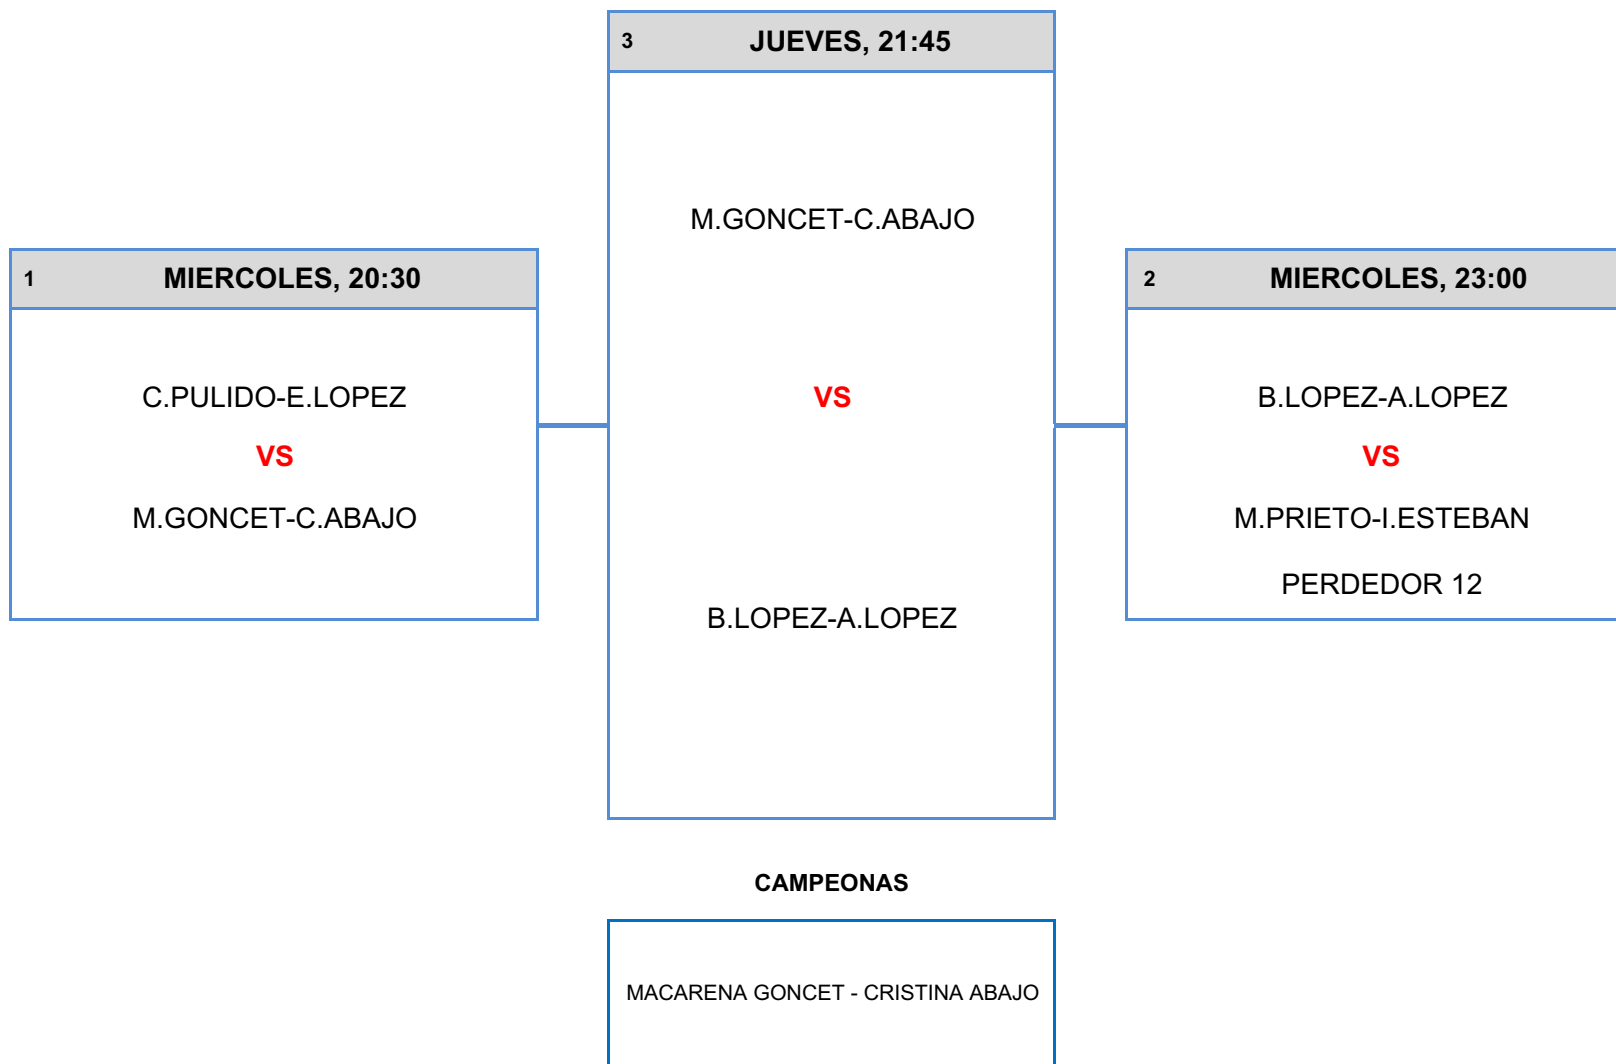 3 JUEVES, 21:45
M.GONCET-C.ABAJO
VS
B.LOPEZ-A.LOPEZ
1 MIERCOLES, 20:30
C.PULIDO-E.LOPEZ
VS
M.GONCET-C.ABAJO
2 MIERCOLES, 23:00
B.LOPEZ-A.LOPEZ
VS
M.PRIETO-I.ESTEBAN
PERDEDOR 12
CAMPEONAS
MACARENA GONCET - CRISTINA ABAJO